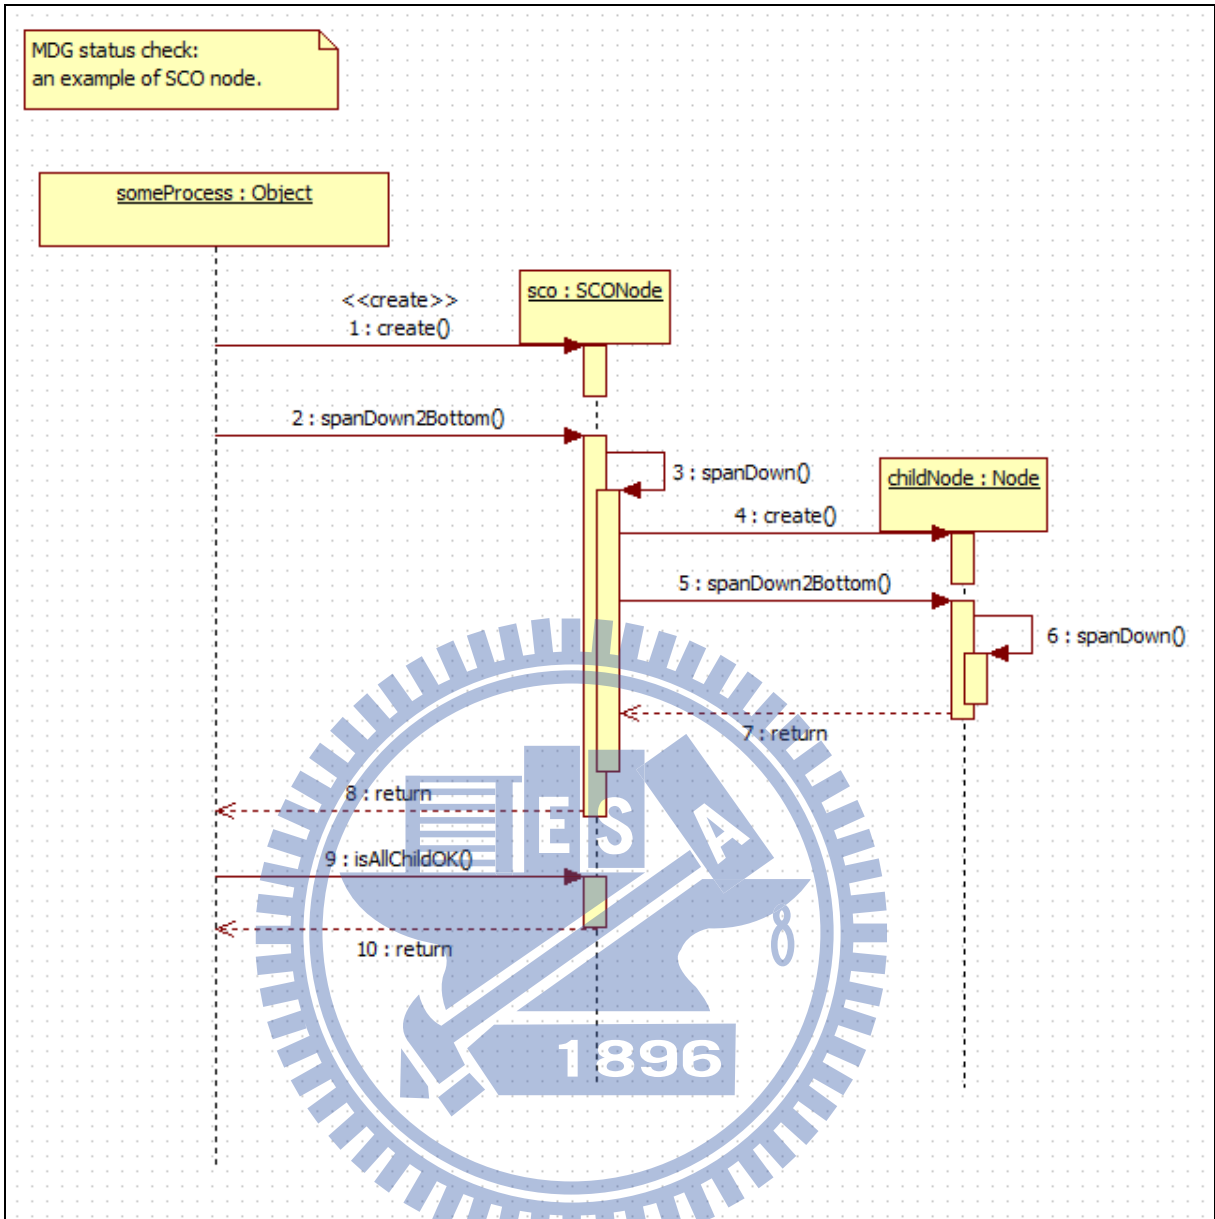 MDG status check:
an example of SCO node.
someProcess : Object
sco : SCONode
<<create>>
1 : create()
2 : spanDown2Bottom()
3 : spanDown()
childNode : Node
4 : create()
5 : spanDown2Bottom()
6 : spanDown()
7 : return
8 : return
E S A
9 : isAllChildOK()
8
10 : return
1896